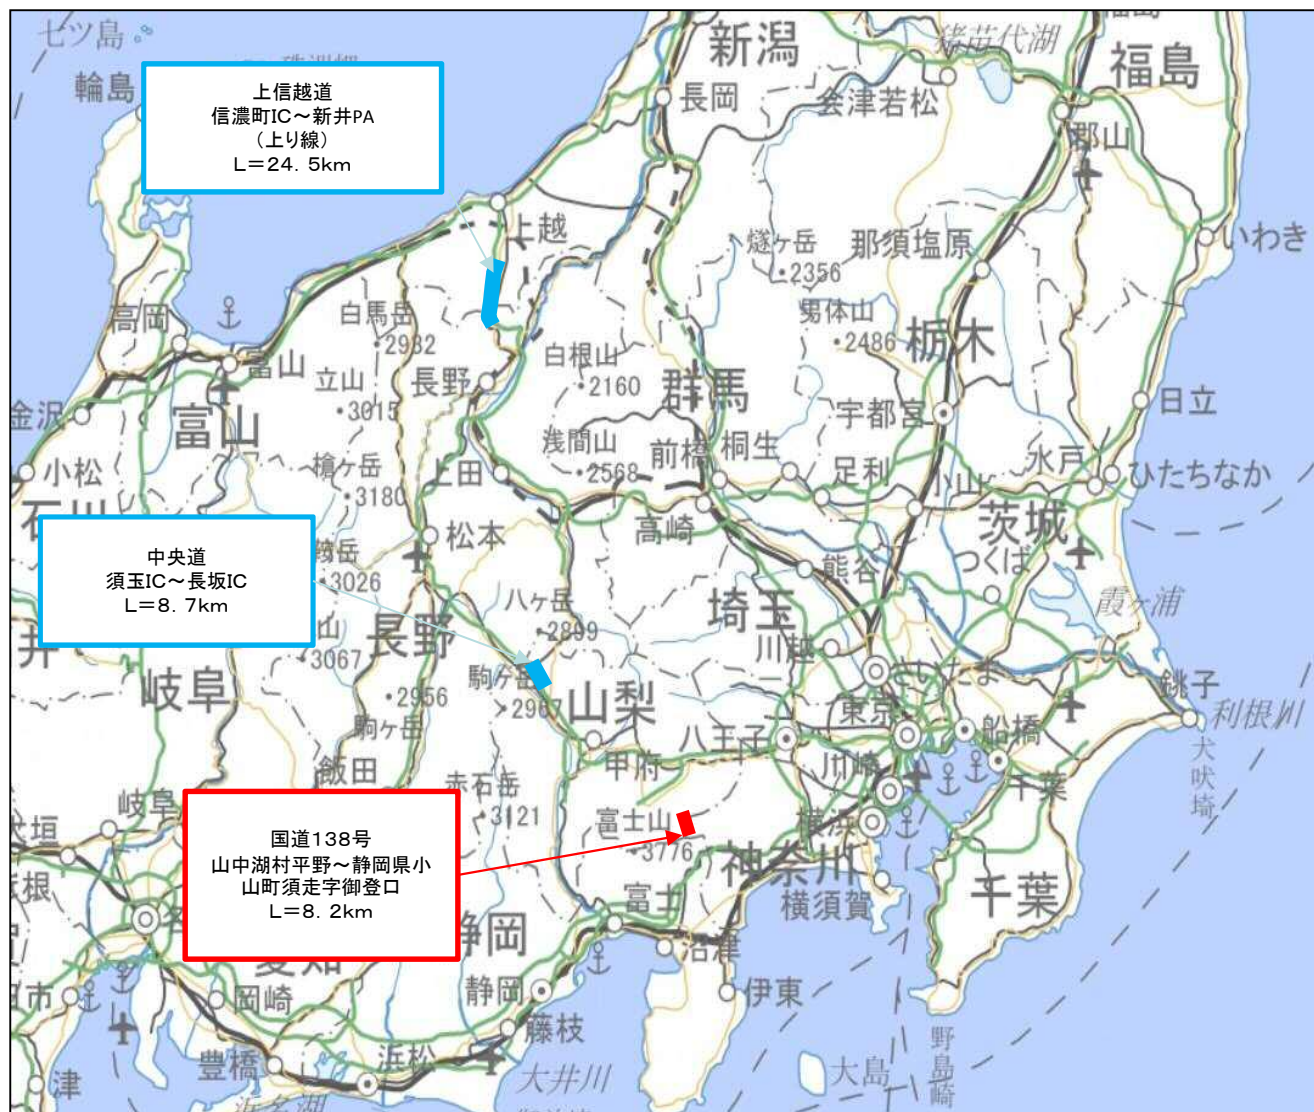 七ツ島
輪島
上信越道
信濃町IC～新井PA
（上り線）
L＝24．5km
新潟
長岡
猪苗代湖
会津若松
福島
郡山
いわき
上越
燧ヶ岳
2356
那須塩原
男体山
2486
栃木
高岡
富山
富山
白馬岳
2932
立山
3015
長野
白根山
2160
群馬
宇都宮
日立
金沢
小松
槍ヶ岳
3180
上田
浅間山
2568
前橋
桐生
足利
小山
水戸
ひたちなか
茨城
高崎
松本
熊谷
つくば
霞ヶ浦
石川
中央道
須玉IC～長坂IC
L＝8．7km
3026
3067
長野
八ヶ岳
2899
埼玉
川越
さいたま
銚子
利根川
犬吠埼
岐阜
2956
駒ヶ岳
駒ヶ岳
2967
山梨
甲府
八王子
東京
川崎
船橋
千葉
飯田
赤石岳
3121
岐阜
国道138号
山中湖村平野～静岡県小
山町須走字御登口
L＝8．2km
富士山
3776
横浜
神奈川
横須賀
千葉
富士
沼津
静岡
静岡
伊東
愛知
岡崎
藤枝
豊橋
浜松
大井川
大島
野島崎
浜名湖
津